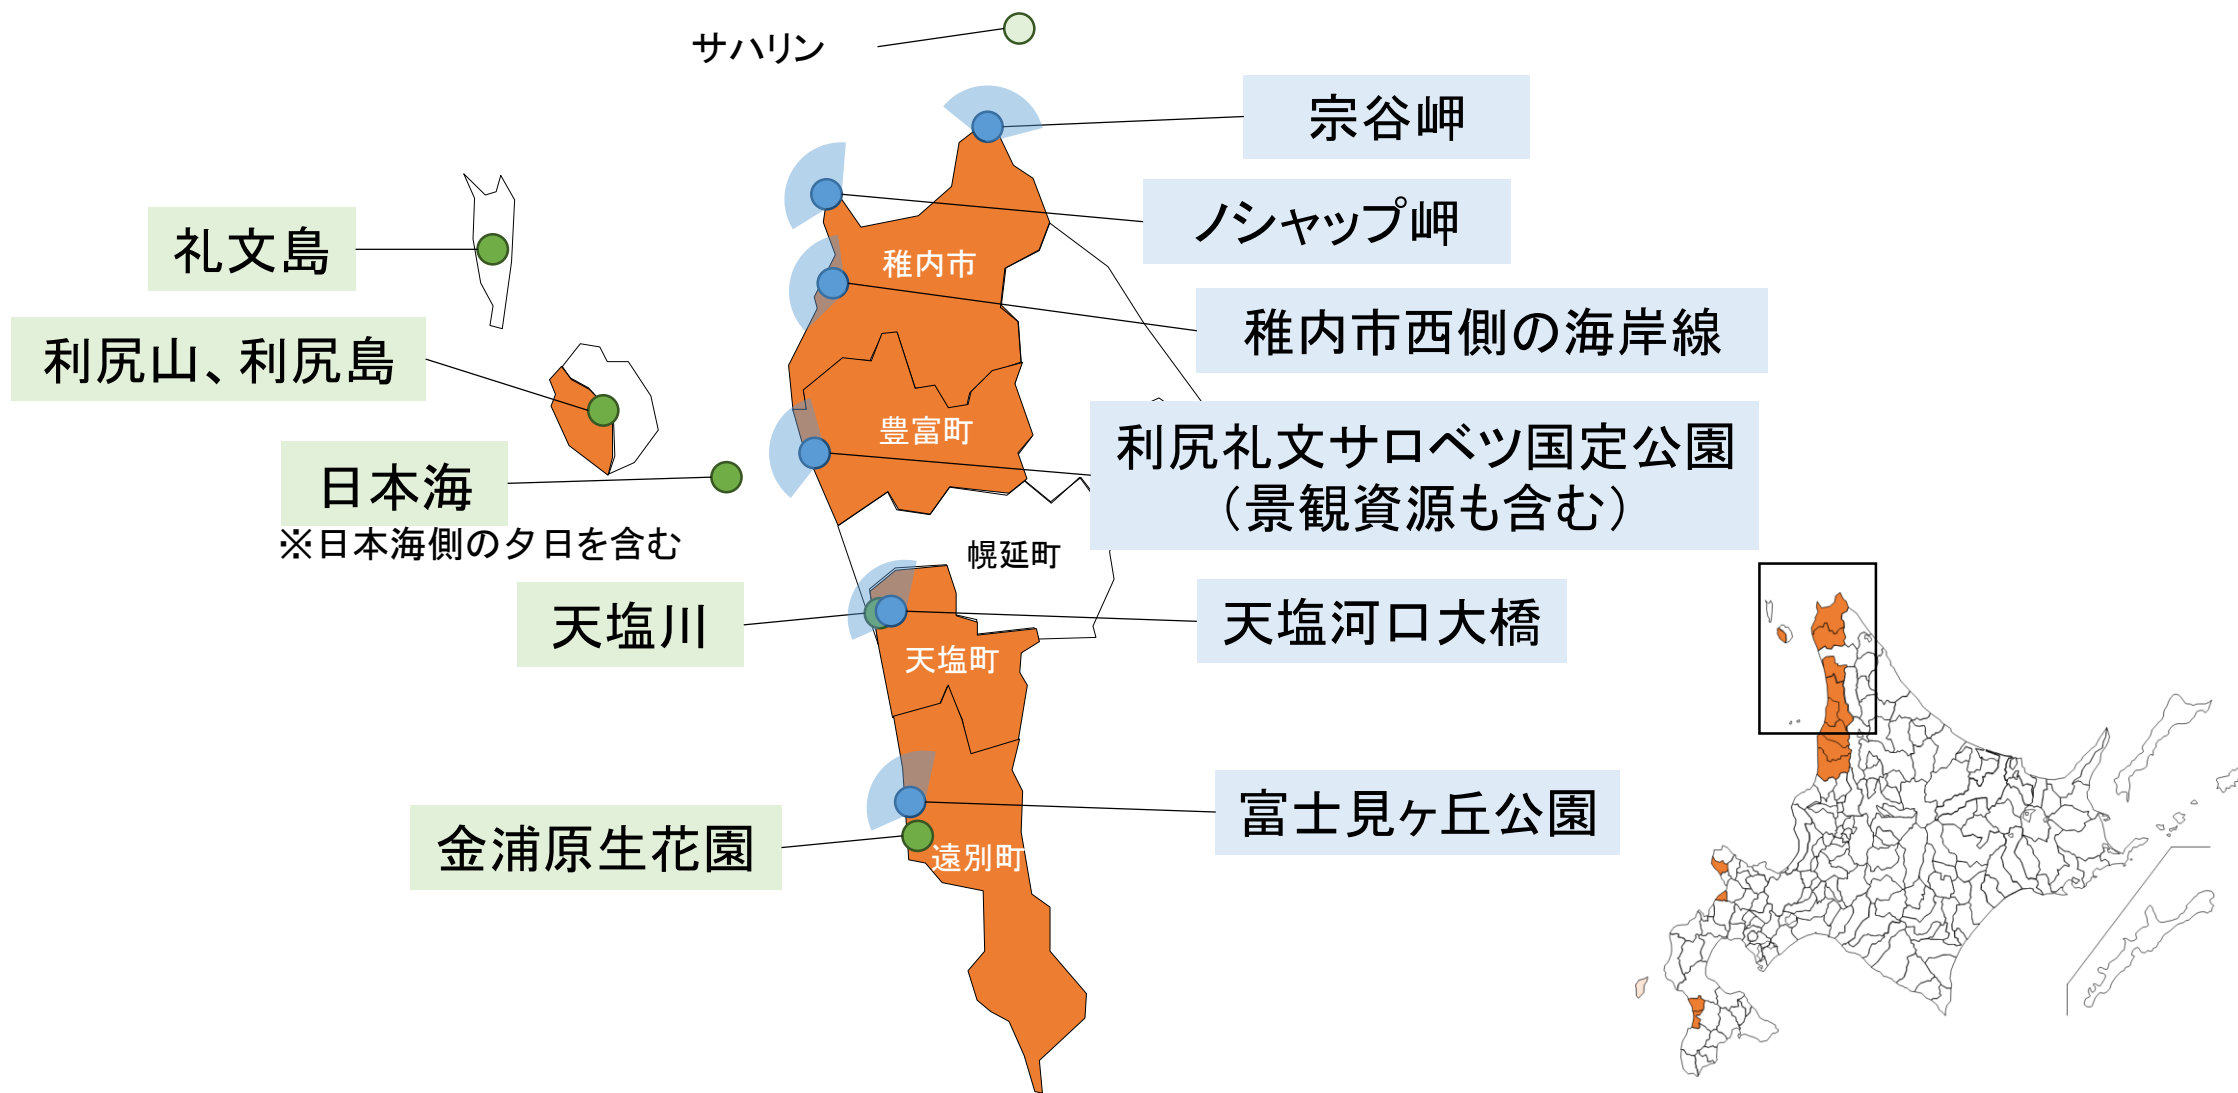 サハリン
宗谷岬
ノシャップ岬
礼文島
稚内市
稚内市西側の海岸線
利尻山、利尻島
豊富町
利尻礼文サロベツ国定公園
（景観資源も含む）
日本海
※日本海側の夕日を含む
幌延町
天塩川
天塩河口大橋
天塩町
富士見ヶ丘公園
金浦原生花園
遠別町